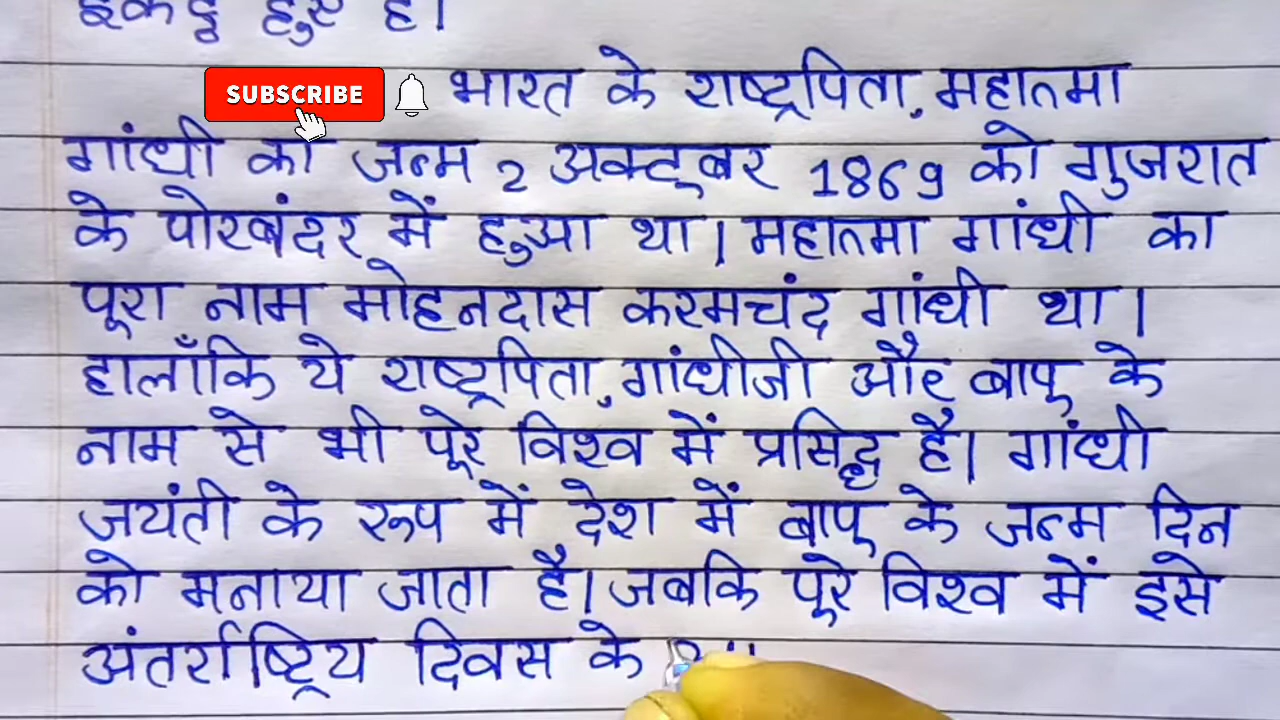 इकट्ठे हुए हैं।
SUBSCRIBE
भारत के राष्ट्रपिता, महात्मा
गांधी का जन्म 2 अक्टूबर 1869 को गुजरात
के पोरबंदर में हुआ था। महात्मा गांधी का
पूरा नाम मोहनदास करमचंद गांधी था।
हालाँकि ये राष्ट्रपिता, गांधीजी और बापू के
नाम से भी पूरे विश्व में प्रसिद्ध है। गांधी
जयंती के रूप में देश में बापू के जन्म दिन
को मनाया जाता है। जबकि पूरे विश्व में इसे
अंतर्राष्ट्रिय दिवस के